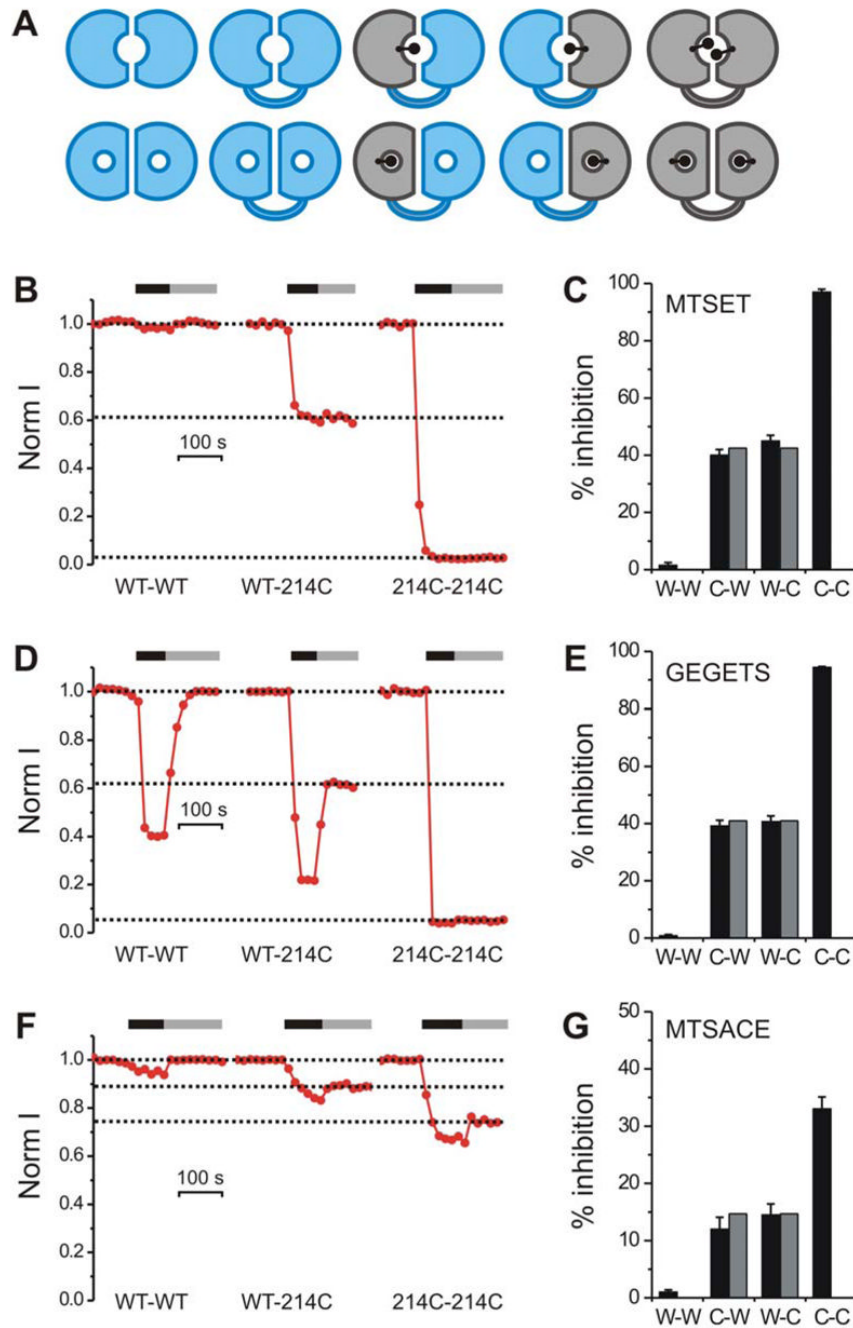 A
B
Norm I
1.0
0.8
0.6
0.4
0.2
0.0
100 s
WT-WT WT-214C 214C-214C
C
MTSET
% inhibition
100
80
60
40
20
0
W-W C-W W-C C-C
D
Norm I
1.0
0.8
0.6
0.4
0.2
0.0
100 s
WT-WT WT-214C 214C-214C
E
GEGETS
% inhibition
100
80
60
40
20
0
W-W C-W W-C C-C
F
Norm I
1.0
0.8
0.6
0.4
0.2
0.0
100 s
WT-WT WT-214C 214C-214C
G
MTSACE
% inhibition
50
40
30
20
10
0
W-W C-W W-C C-C